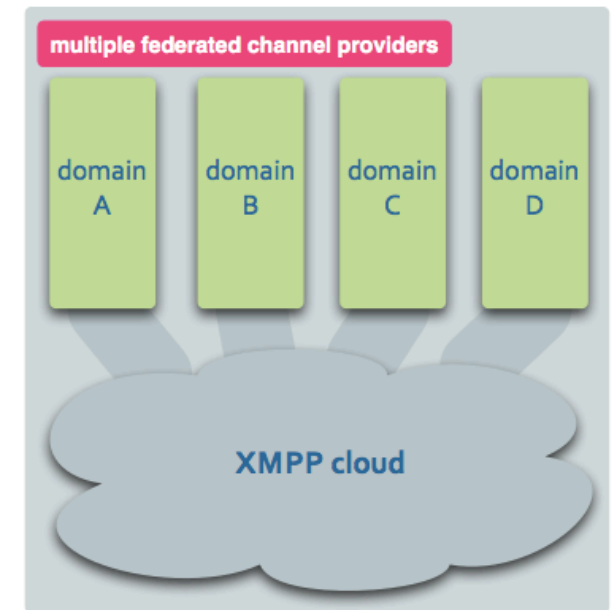 multiple federated channel providers
domain
A
domain
B
domain
C
domain
D
XMPP cloud